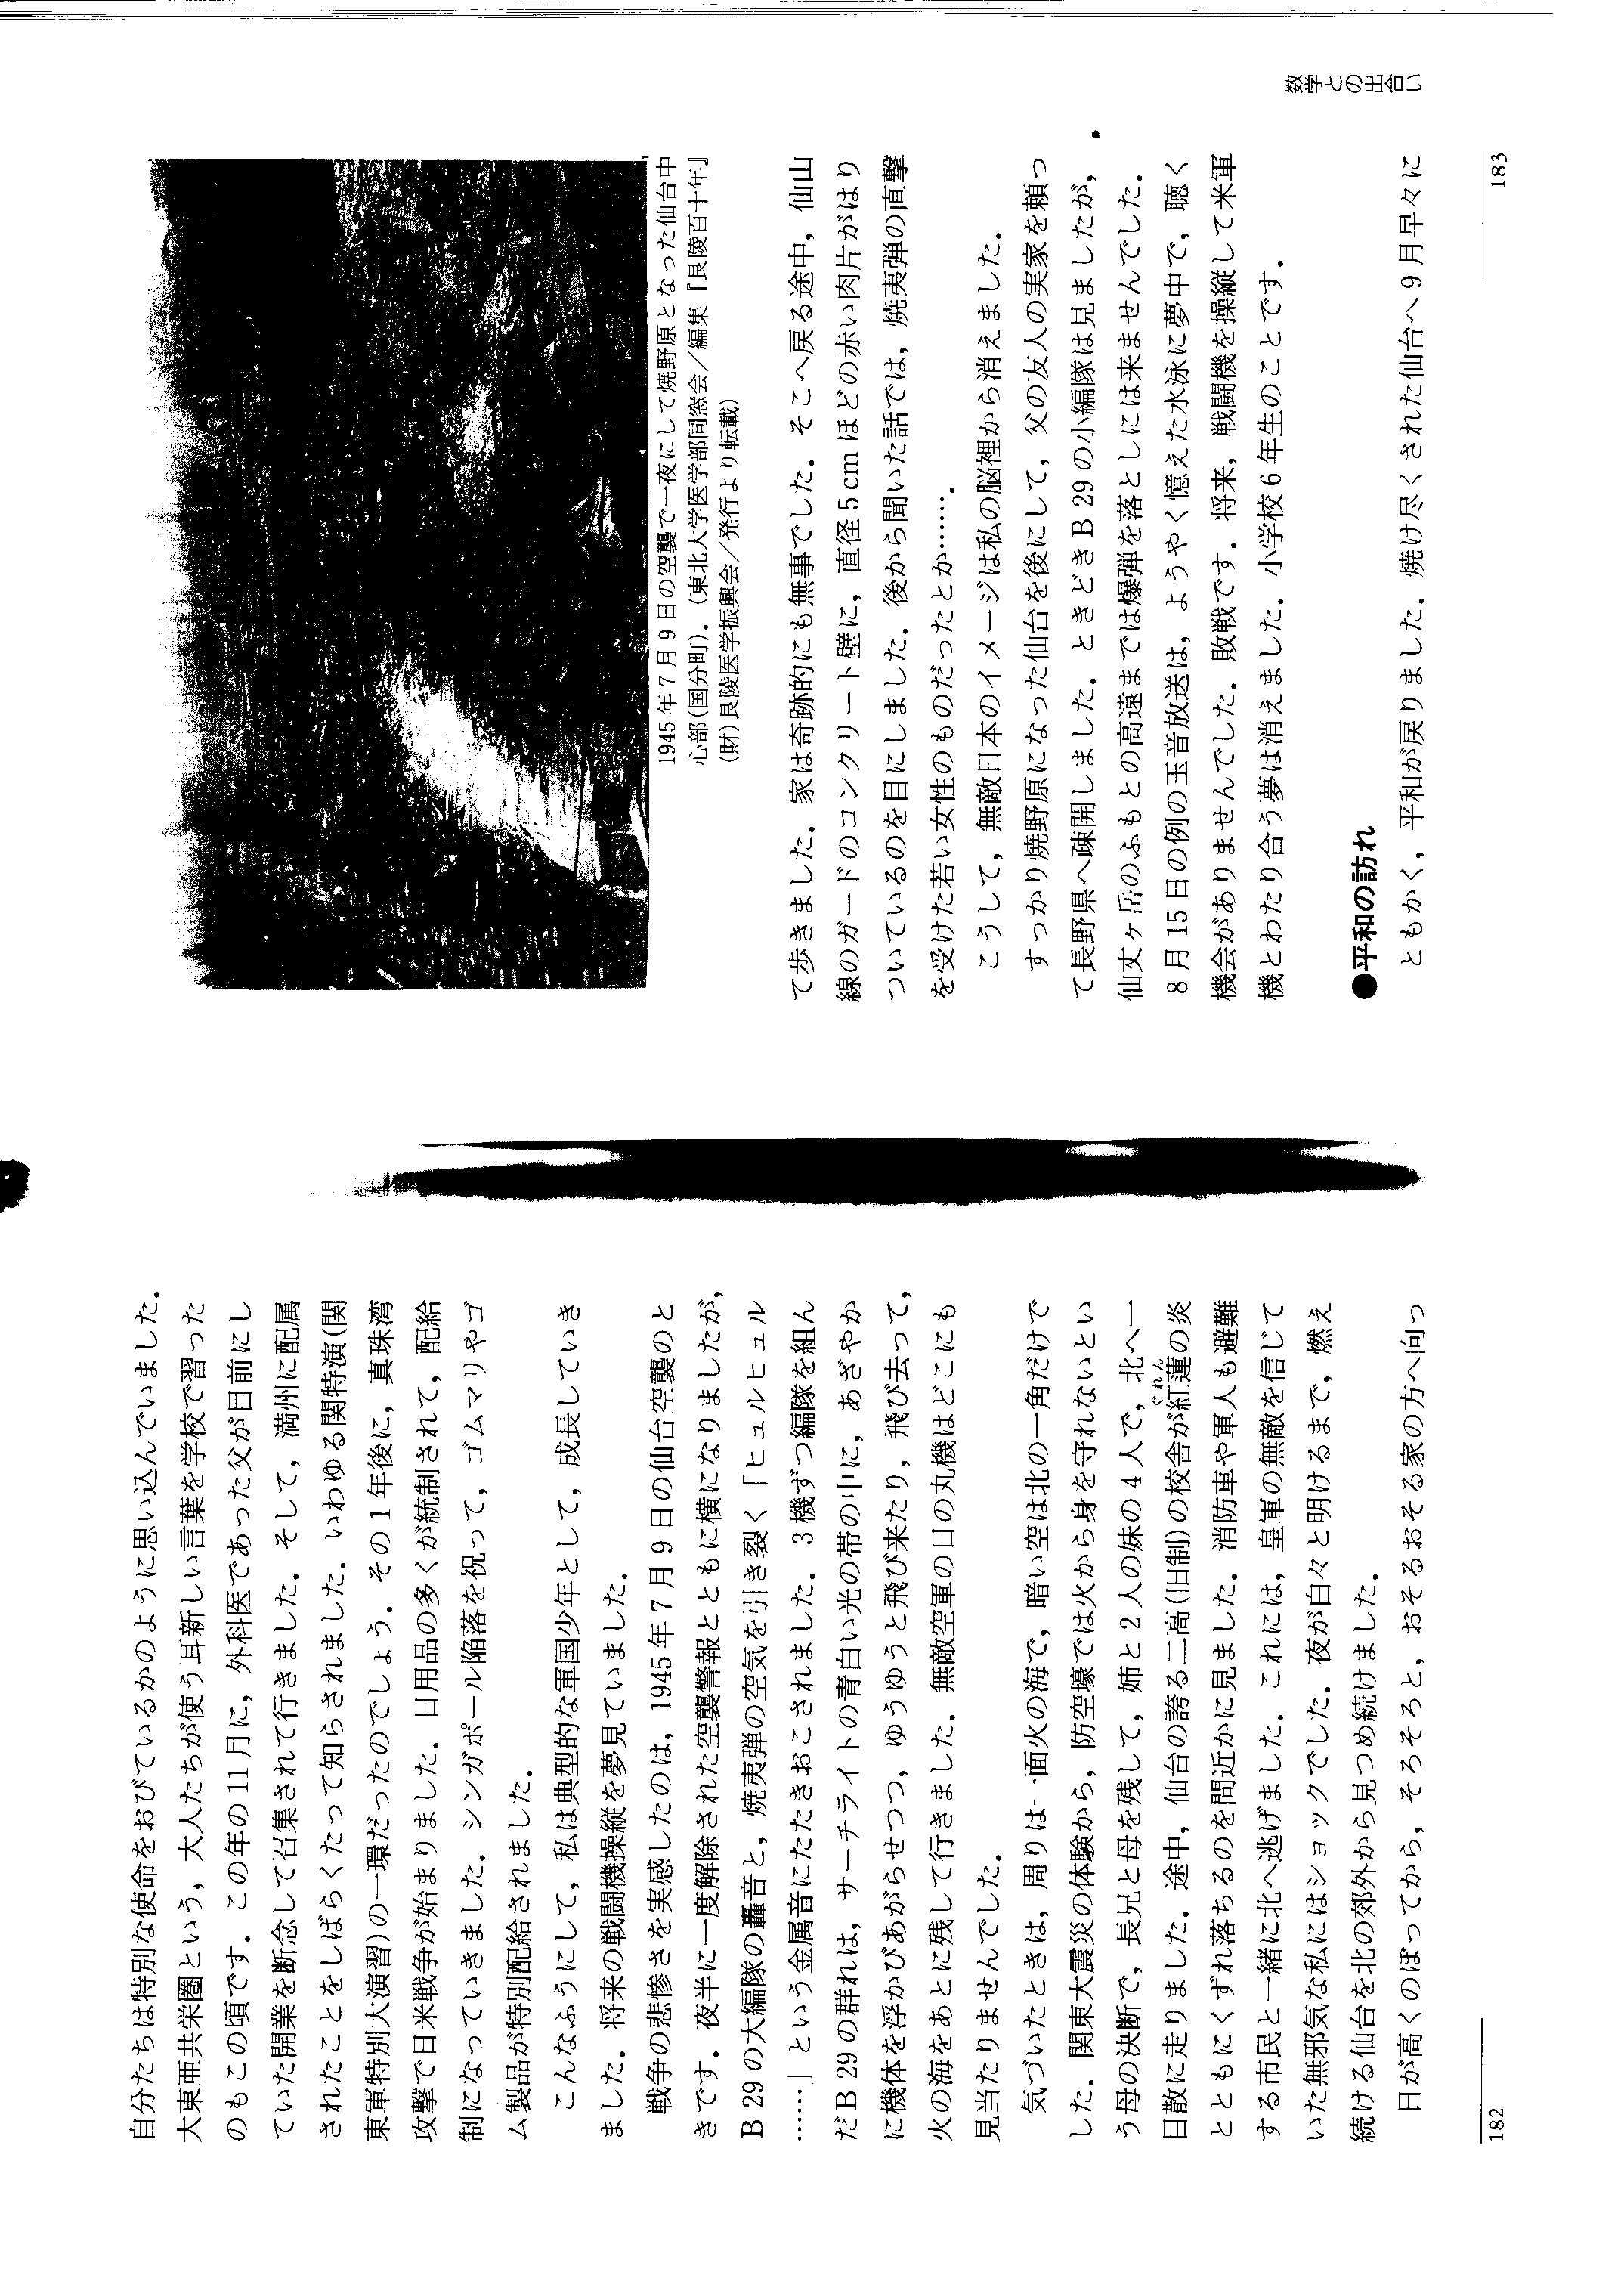 自分たちは特別な使命をおびているかのように思い込んでいました．
大東亜共栄圏という，大人たちが使う耳新しい言葉を学校で習った
のもこの頃です．この年の11月に，外科医であった父が目前にし
ていた開業を断念して召集されて行きました．そして，満州に配属
されたことをしばらくたって知らされました．いわゆる関特演(関
東軍特別大演習)の一環だったのでしょう．その1年後に，真珠湾
攻撃で日米戦争が始まりました．日用品の多くが統制されて，配給
制になっていきました．シンガポール陥落を祝って，ゴムマリやゴ
ム製品が特別配給されました．
こんなふうにして，私は典型的な軍国少年として，成長していき
ました．将来の戦闘機操縦を夢見ていました．
戦争の悲惨さを実感したのは，1945年7月9日の仙台空襲のと
きです．夜半に一度解除された空襲警報とともに横になりましたが，
B 29の大編隊の轟音と，焼夷弾の空気を引き裂く「ヒュルヒュル
……」という金属音にたたきおこされました．3機ずつ編隊を組ん
だB 29の群れは，サーチライトの青白い光の帯の中に，あざやか
に機体を浮かびあがらせつつ，ゆうゆうと飛び来たり，飛び去って，
火の海をあとに残して行きました．無敵空軍の日の丸機はどこにも
見当たりませんでした．
気づいたときは，周りは一面火の海で，暗い空は北の一角だけで
した．関東大震災の体験から，防空壕では火から身を守れないとい
う母の決断で，長兄と母を残して，姉と2人の妹の4人で，北へ一
目散に走りました．途中，仙台の誇る二高(旧制)の校舎が紅蓮の炎
ぐれん
とともにくずれ落ちるのを間近かに見ました．消防車や軍人も避難
する市民と一緒に北へ逃げました．これには，皇軍の無敵を信じて
いた無邪気な私にはショックでした．夜が白々と明けるまで，燃え
続ける仙台を北の郊外から見つめ続けました．
日が高くのぼってから，そろそろと，おそるおそる家の方へ向っ
182
1945年7月9日の空襲で一夜にして焼野原となった仙台中
心部(国分町)．(東北大学医学部同窓会／編集『艮陵百十年』
(財)艮陵医学振興会／発行より転載)
て歩きました．家は奇跡的にも無事でした．そこへ戻る途中，仙山
線のガードのコンクリート壁に，直径5 cmほどの赤い肉片がはり
ついているのを目にしました．後から聞いた話では，焼夷弾の直撃
を受けた若い女性のものだったとか……．
こうして，無敵日本のイメージは私の脳裡から消えました．
すっかり焼野原になった仙台を後にして，父の友人の実家を頼っ
て長野県へ疎開しました．ときどきB 29の小編隊は見ましたが，
仙丈ヶ岳のふもとの高遠までは爆弾を落としには来ませんでした．
8月15日の例の玉音放送は，ようやく憶えた水泳に夢中で，聴く
機会がありませんでした．敗戦です．将来，戦闘機を操縦して米軍
機とわたり合う夢は消えました．小学校6年生のことです．
●平和の訪れ
ともかく，平和が戻りました．焼け尽くされた仙台へ9月早々に
数学との出合い
183